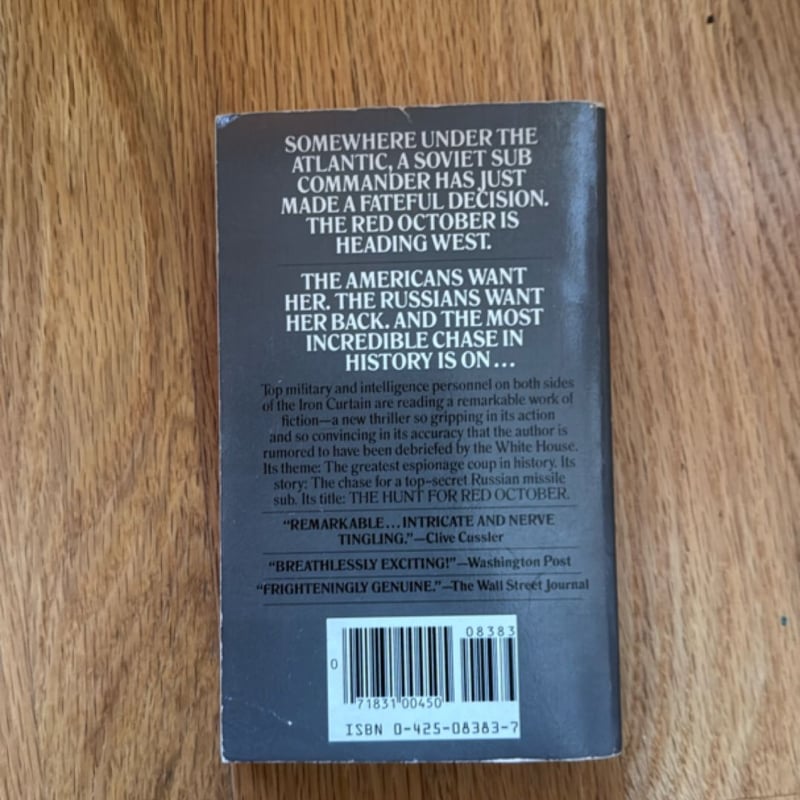 SOMEWHERE UNDER THE
ATLANTIC, A SOVIET SUB
COMMANDER HAS JUST
MADE A FATEFUL DECISION.
THE RED OCTOBER IS
HEADING WEST.
THE AMERICANS WANT
HER. THE RUSSIANS WANT
HER BACK. AND THE MOST
INCREDIBLE CHASE IN
HISTORY IS ON...
Top military and intelligence personnel on both sides
of the Iron Curtain are reading a remarkable work of
fiction—a new thriller so gripping in its action
and so convincing in its accuracy that the author is
rumored to have been debriefed by the White House.
Its theme: The greatest espionage coup in history. Its
story: The chase for a top-secret Russian missile
sub. Its title: THE HUNT FOR RED OCTOBER.
“REMARKABLE...INTRICATE AND NERVE
TINGLING.”—Clive Cussler
“BREATHLESSLY EXCITING!”—Washington Post
“FRIGHTENINGLY GENUINE.”—The Wall Street Journal
08383
0
71831 00450
ISBN 0-425-08383-7